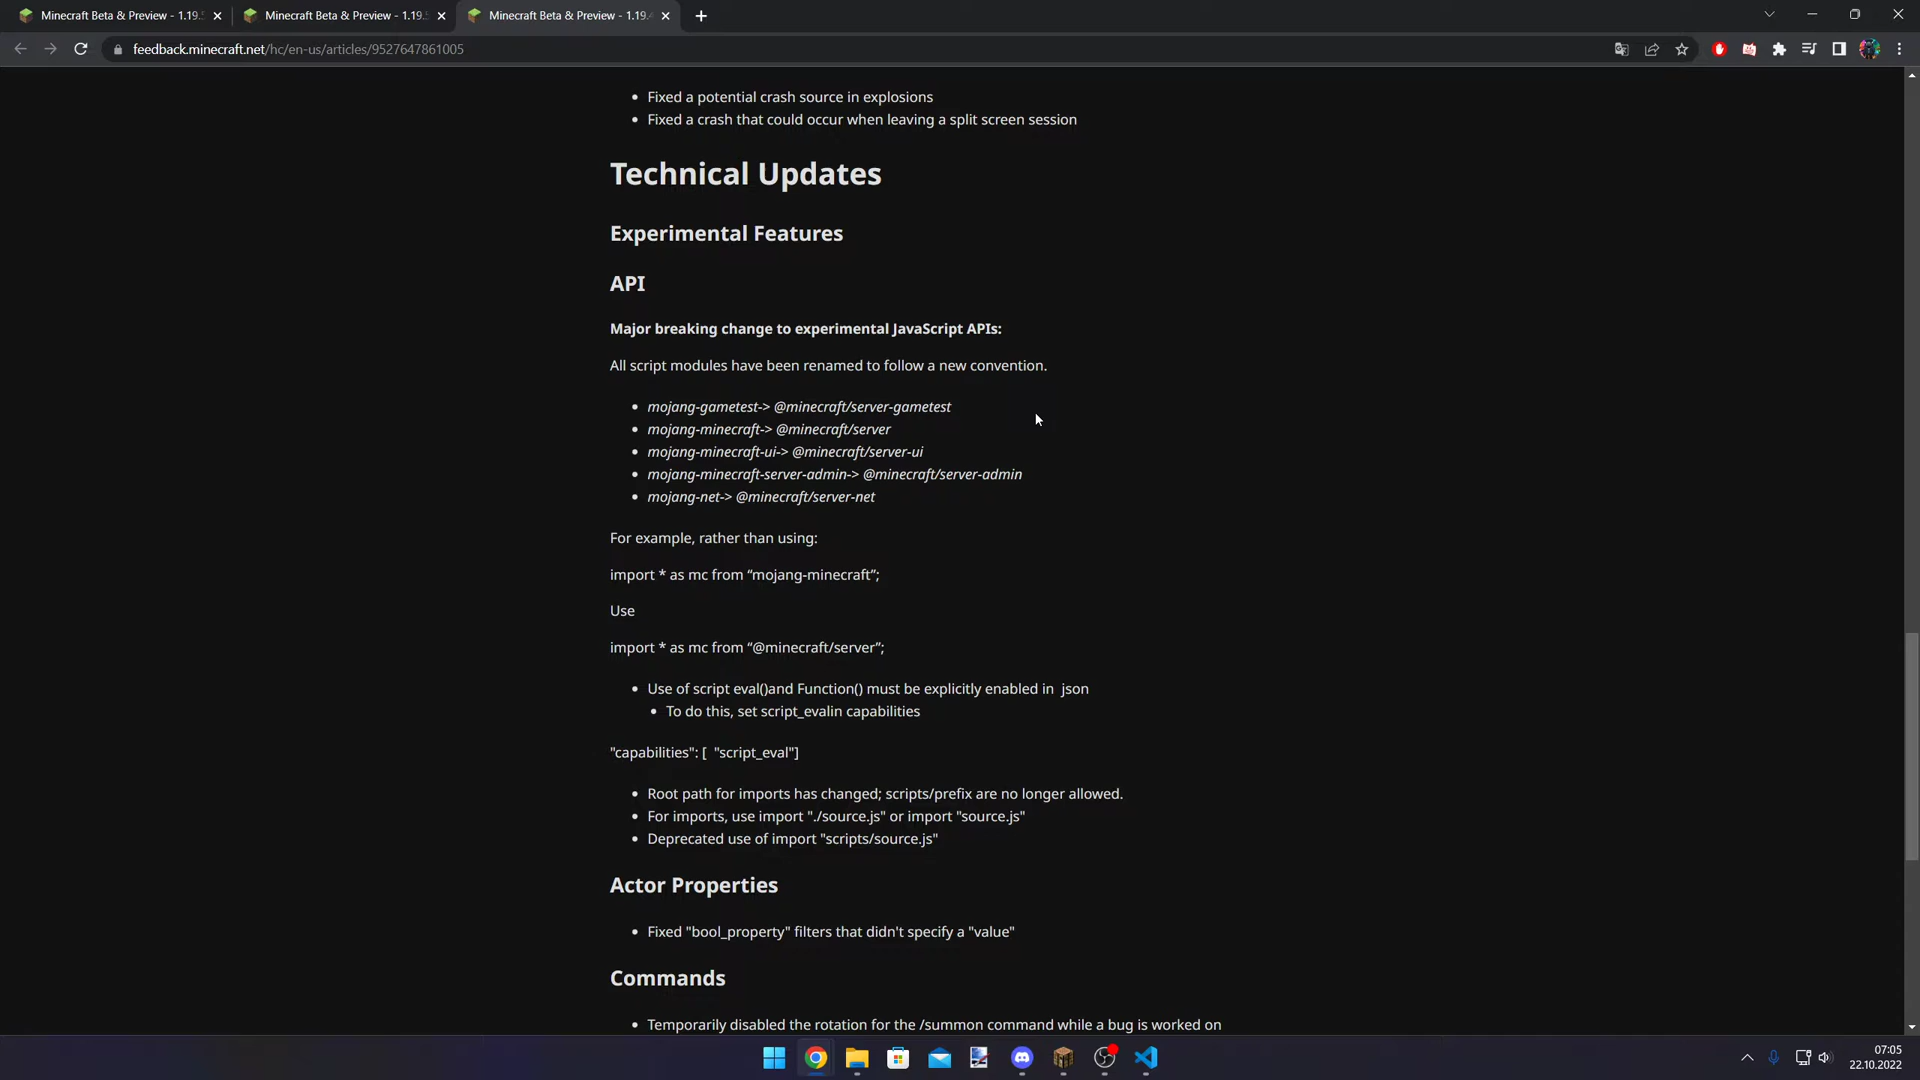 Minecraft Beta & Preview - 1.19.5
Minecraft Beta & Preview - 1.19.5
Minecraft Beta & Preview - 1.19.4
feedback.minecraft.net/hc/en-us/articles/9527647861005
• Fixed a potential crash source in explosions
• Fixed a crash that could occur when leaving a split screen session
Technical Updates
Experimental Features
API
Major breaking change to experimental JavaScript APIs:
All script modules have been renamed to follow a new convention.
• mojang-gametest-> @minecraft/server-gametest
• mojang-minecraft-> @minecraft/server
• mojang-minecraft-ui-> @minecraft/server-ui
• mojang-minecraft-server-admin-> @minecraft/server-admin
• mojang-net-> @minecraft/server-net
For example, rather than using:
import * as mc from “mojang-minecraft”;
Use
import * as mc from “@minecraft/server”;
• Use of script eval()and Function() must be explicitly enabled in  json
• To do this, set script_evalin capabilities
"capabilities": [  "script_eval"]
• Root path for imports has changed; scripts/prefix are no longer allowed.
• For imports, use import "./source.js" or import "source.js"
• Deprecated use of import "scripts/source.js"
Actor Properties
• Fixed "bool_property" filters that didn't specify a "value"
Commands
• Temporarily disabled the rotation for the /summon command while a bug is worked on
07:05
22.10.2022